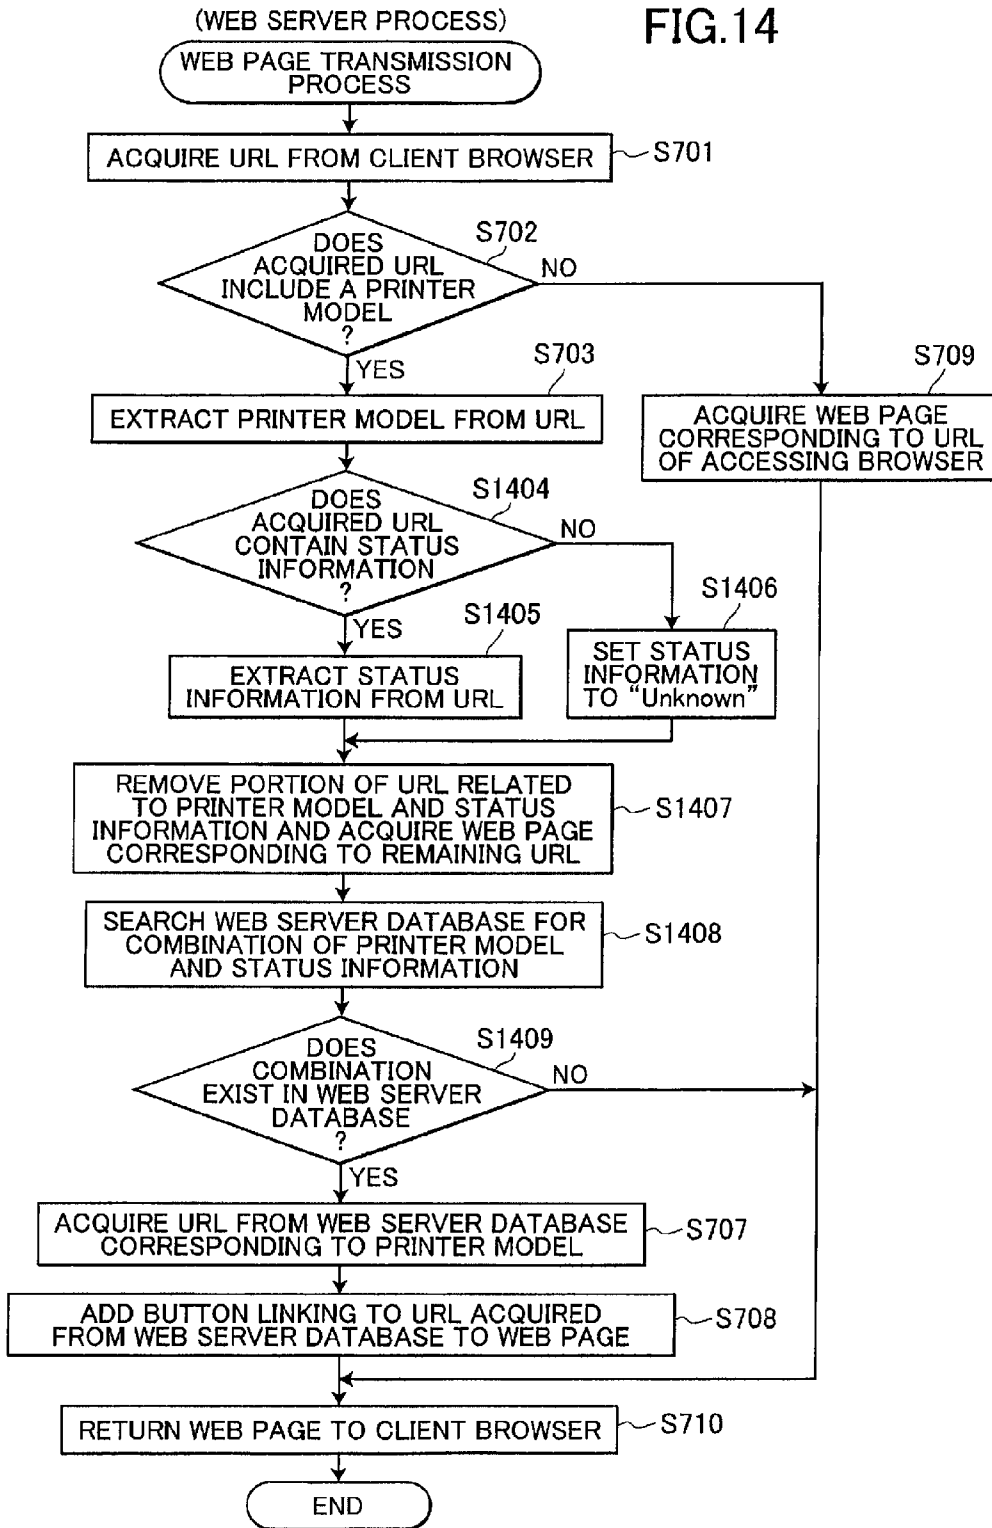 (WEB SERVER PROCESS)
FIG.14
WEB PAGE TRANSMISSION
PROCESS
ACQUIRE URL FROM CLIENT BROWSER
S701
DOES
ACQUIRED URL
INCLUDE A PRINTER
MODEL
?
S702
NO
YES
EXTRACT PRINTER MODEL FROM URL
S703
S709
ACQUIRE WEB PAGE
CORRESPONDING TO URL
OF ACCESSING BROWSER
DOES
ACQUIRED URL
CONTAIN STATUS
INFORMATION
?
S1404
NO
YES
EXTRACT STATUS
INFORMATION FROM URL
S1405
S1406
SET STATUS
INFORMATION
TO “Unknown”
REMOVE PORTION OF URL RELATED
TO PRINTER MODEL AND STATUS
INFORMATION AND ACQUIRE WEB PAGE
CORRESPONDING TO REMAINING URL
S1407
SEARCH WEB SERVER DATABASE FOR
COMBINATION OF PRINTER MODEL
AND STATUS INFORMATION
S1408
DOES
COMBINATION
EXIST IN WEB SERVER
DATABASE
?
S1409
NO
YES
ACQUIRE URL FROM WEB SERVER DATABASE
CORRESPONDING TO PRINTER MODEL
S707
ADD BUTTON LINKING TO URL ACQUIRED
FROM WEB SERVER DATABASE TO WEB PAGE
S708
RETURN WEB PAGE TO CLIENT BROWSER
S710
END